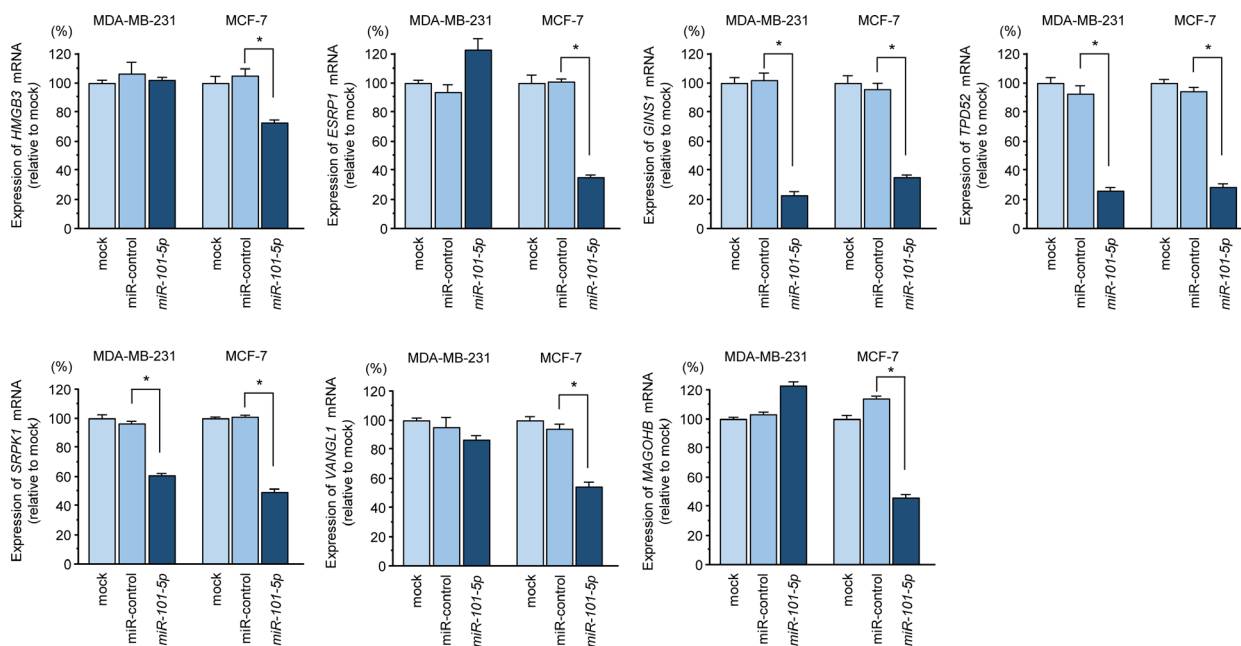 MDA-MB-231 MCF-7
(%)
Expression of HMGB3 mRNA
(relative to mock)
120
100
80
60
40
20
0
*
mock
miR-control
miR-101-5p
mock
miR-control
miR-101-5p
MDA-MB-231 MCF-7
(%)
Expression of ESRP1 mRNA
(relative to mock)
120
100
80
60
40
20
0
*
mock
miR-control
miR-101-5p
mock
miR-control
miR-101-5p
MDA-MB-231 MCF-7
(%)
Expression of GINS1 mRNA
(relative to mock)
120
100
80
60
40
20
0
*
*
mock
miR-control
miR-101-5p
mock
miR-control
miR-101-5p
MDA-MB-231 MCF-7
(%)
Expression of TPD52 mRNA
(relative to mock)
120
100
80
60
40
20
0
*
*
mock
miR-control
miR-101-5p
mock
miR-control
miR-101-5p
MDA-MB-231 MCF-7
(%)
Expression of SRPK1 mRNA
(relative to mock)
120
100
80
60
40
20
0
*
*
mock
miR-control
miR-101-5p
mock
miR-control
miR-101-5p
MDA-MB-231 MCF-7
(%)
Expression of VANGL1 mRNA
(relative to mock)
120
100
80
60
40
20
0
*
mock
miR-control
miR-101-5p
mock
miR-control
miR-101-5p
MDA-MB-231 MCF-7
(%)
Expression of MAGOHB mRNA
(relative to mock)
120
100
80
60
40
20
0
*
mock
miR-control
miR-101-5p
mock
miR-control
miR-101-5p